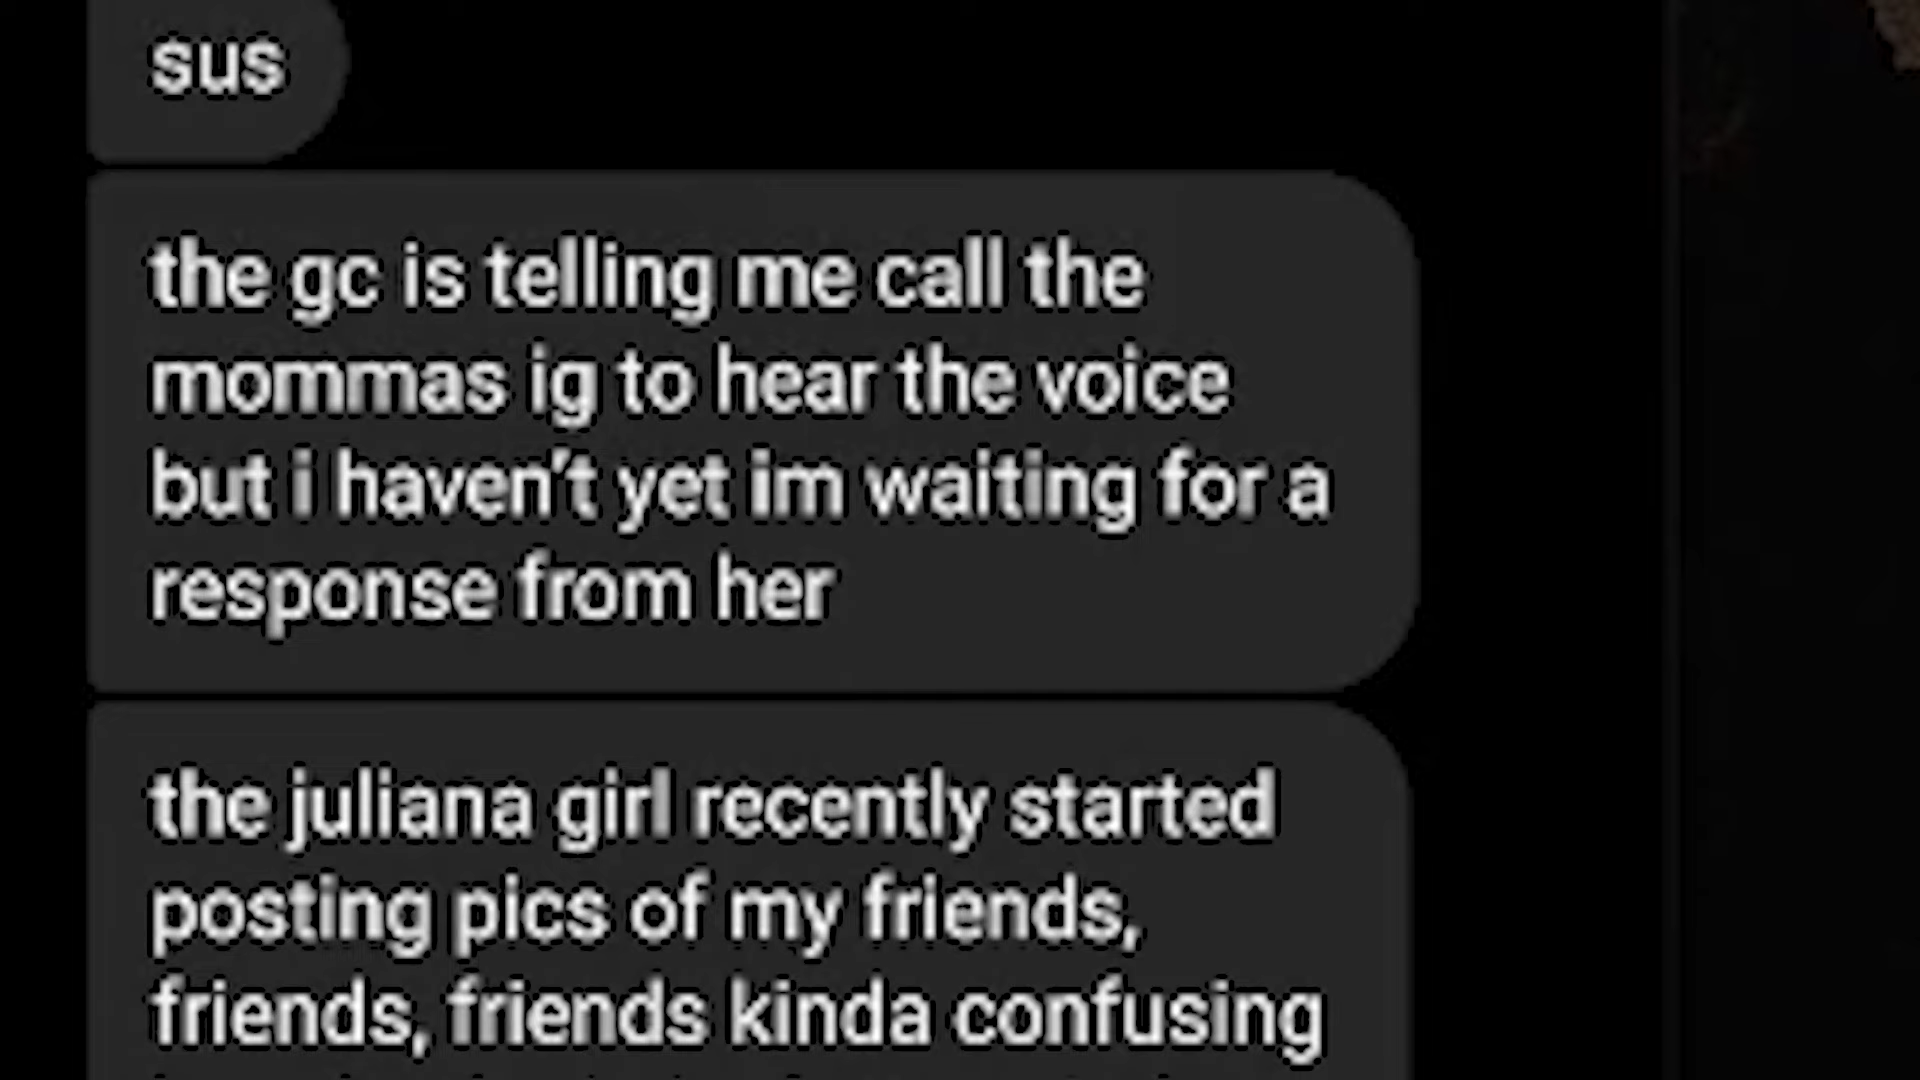 sus
the gc is telling me call the
mommas ig to hear the voice
but i haven't yet im waiting for a
response from her
the juliana girl recently started
posting pics of my friends,
friends, friends kinda confusing